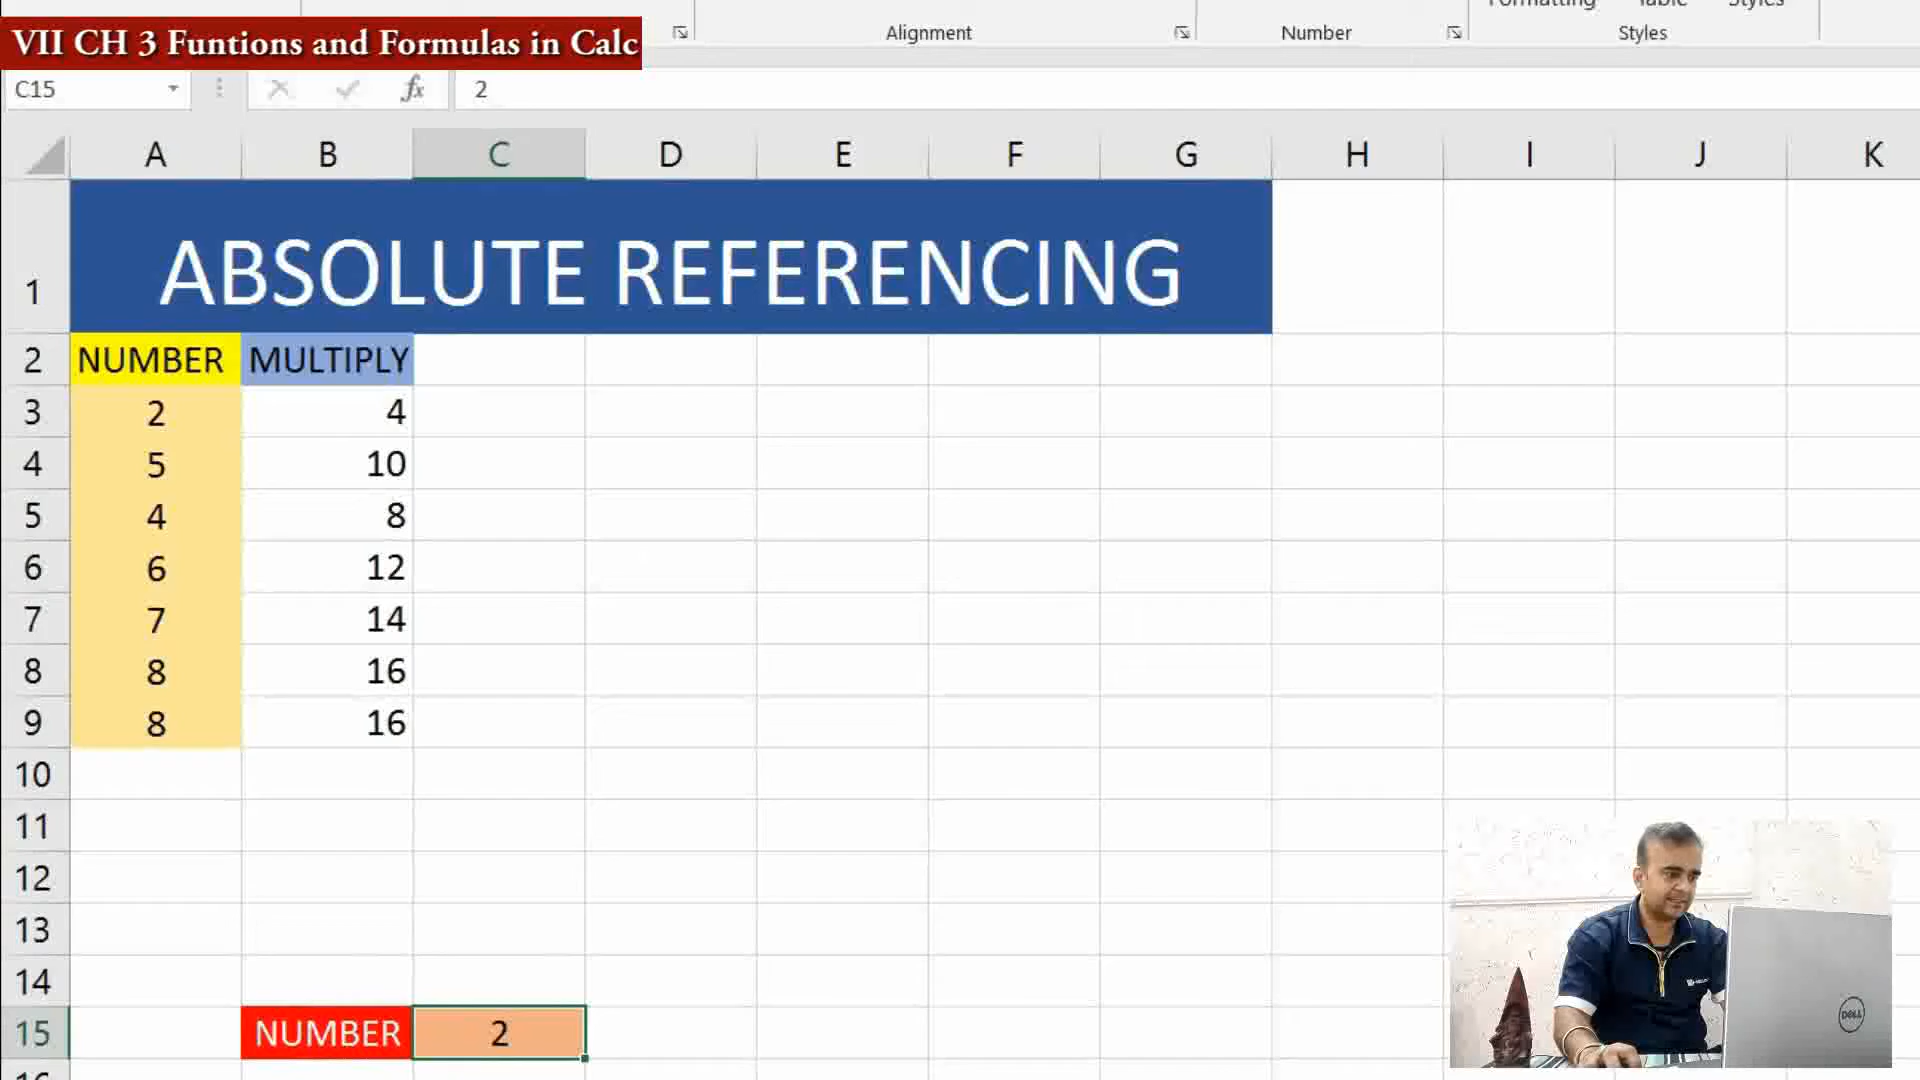 Alignment
Number
Styles
VII CH 3 Funtions and Formulas in Calc
C15
fx
2
A B C D E F G H I J K
1 ABSOLUTE REFERENCING
2 NUMBER MULTIPLY
3 2 4
4 5 10
5 4 8
6 6 12
7 7 14
8 8 16
9 8 16
10
11
12
13
14
15 NUMBER 2
DELL